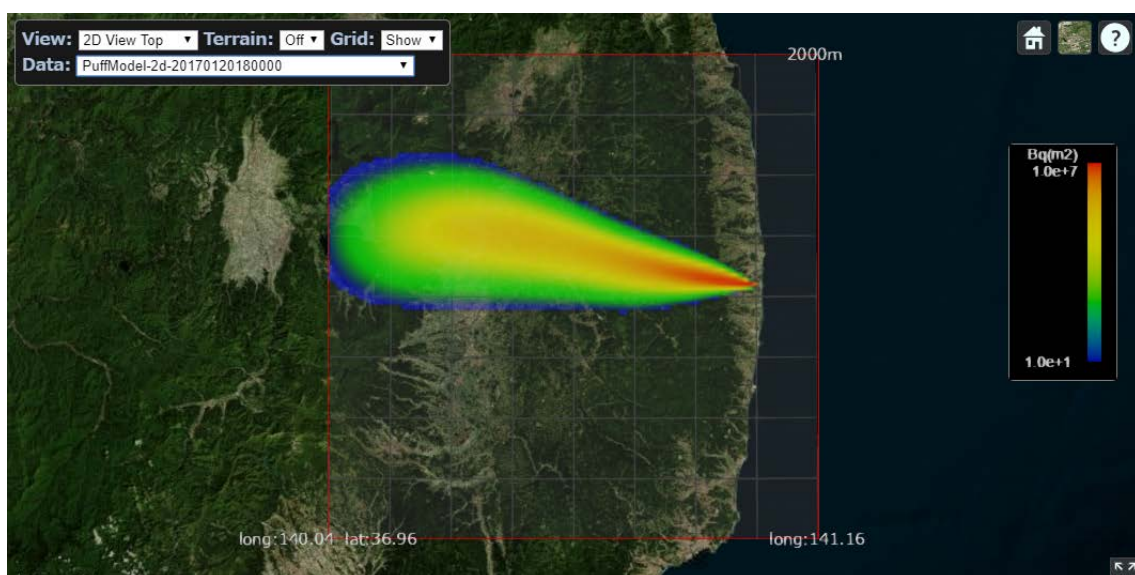 View: 2D View Top Terrain: Off Grid: Show
Data: PuffModel-2d-20170120180000
?
2000m
Bq(m2)
1.0e+7
1.0e+1
long:140.04 lat:36.96
long:141.16